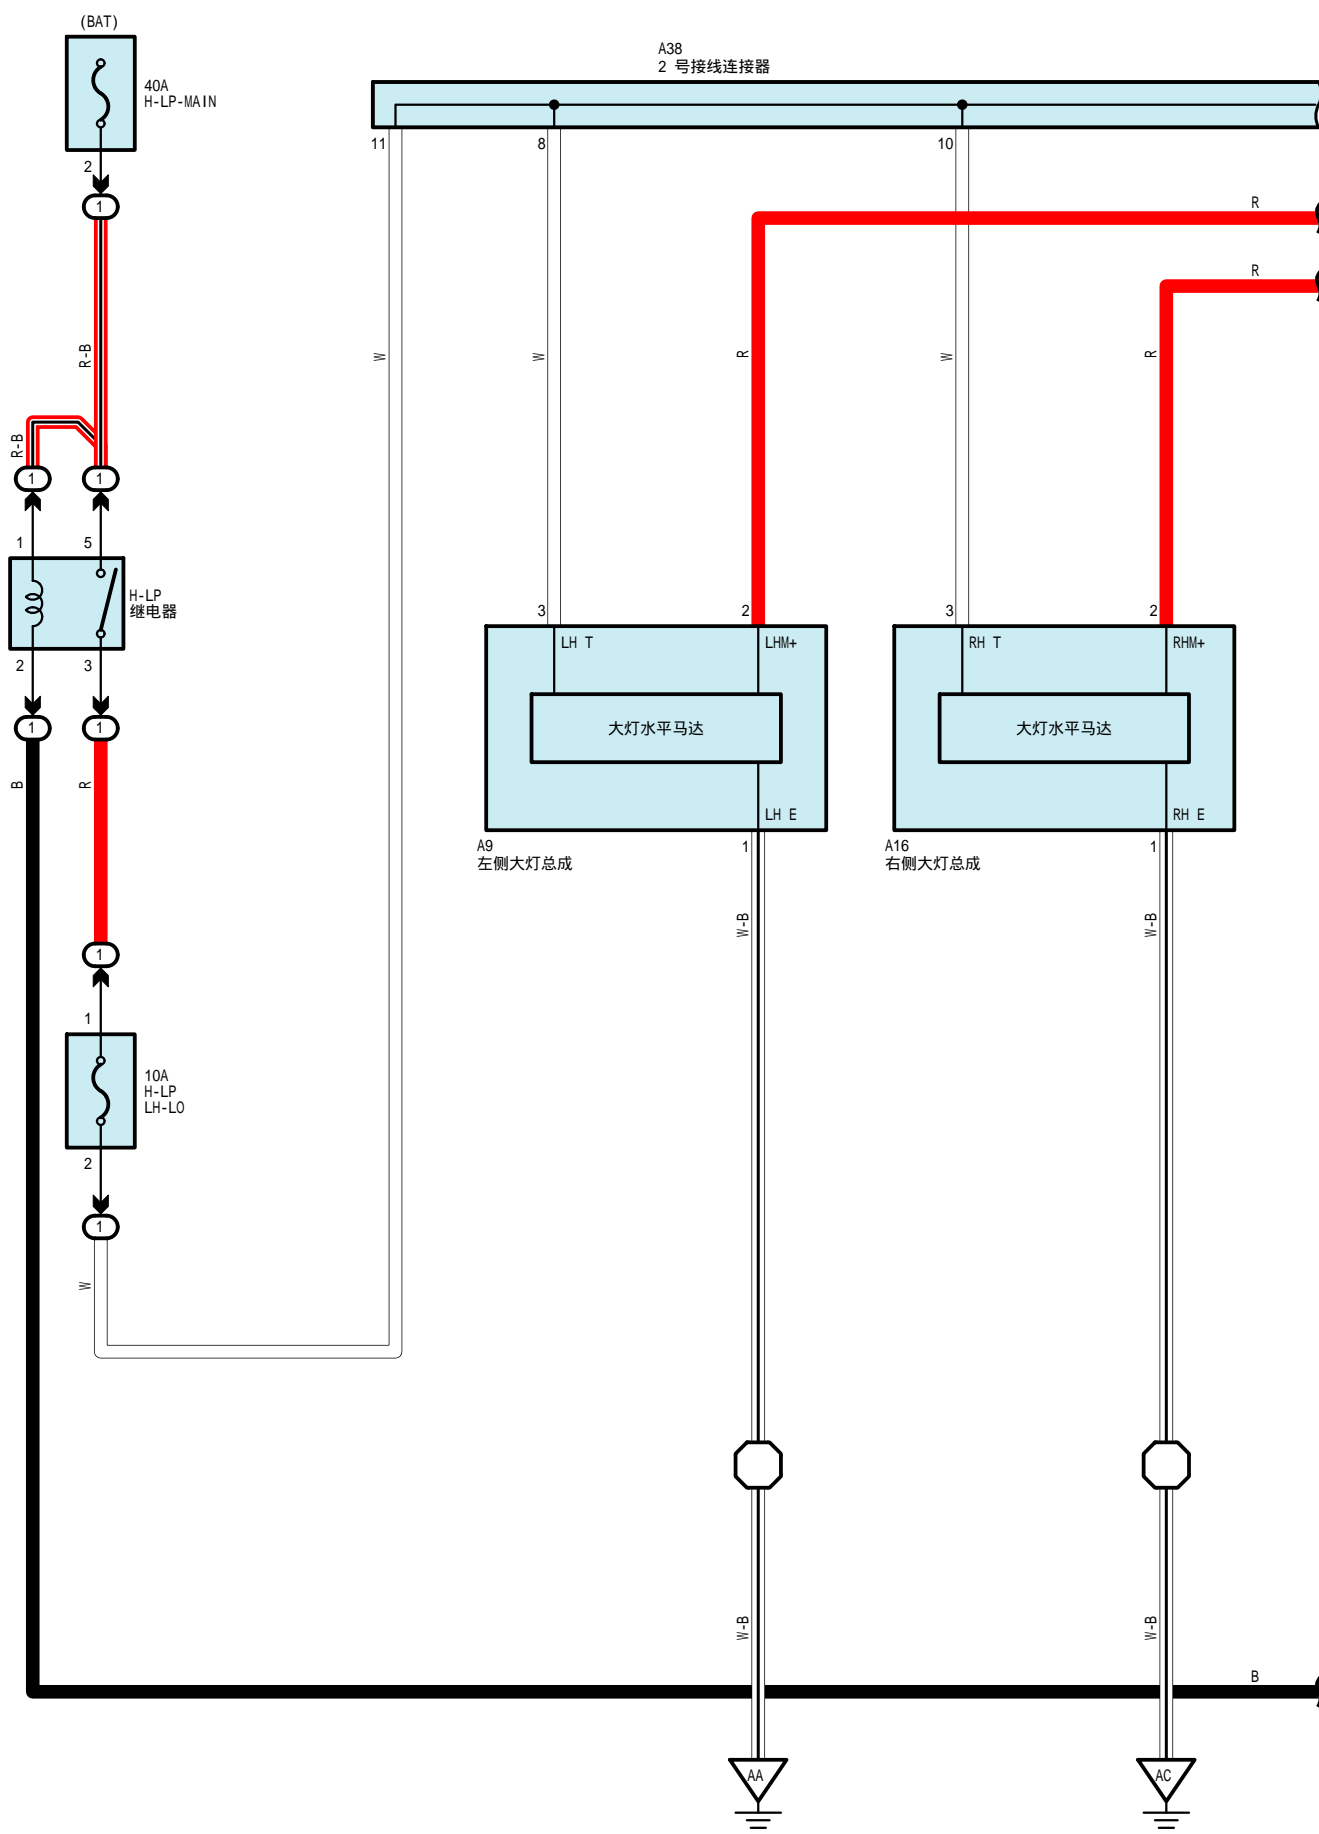 (BAT)
40A
H-LP-MAIN
2
1
R-B
R-B
1
1
1
5
H-LP
继电器
2
3
1
1
B
R
1
1
10A
H-LP
LH-LO
2
1
W
A38
2 号接线连接器
11
8
10
W
W
W
R
R
R
R
3
2
LH T
LHM+
大灯水平马达
LH E
A9
左侧大灯总成
1
3
2
RH T
RHM+
大灯水平马达
RH E
A16
右侧大灯总成
1
W-B
W-B
W-B
W-B
B
AA
AC